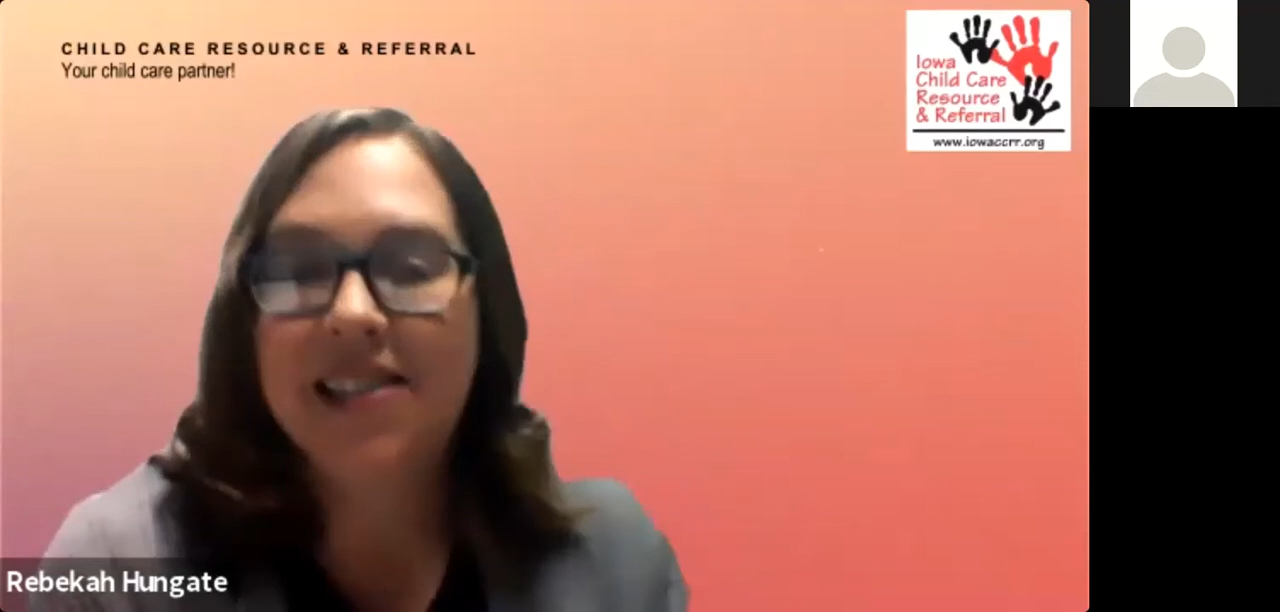 CHILD CARE RESOURCE & REFERRAL
Your child care partner!
Iowa
Child Care
Resource
& Referral
www.iowaccrr.org
Rebekah Hungate